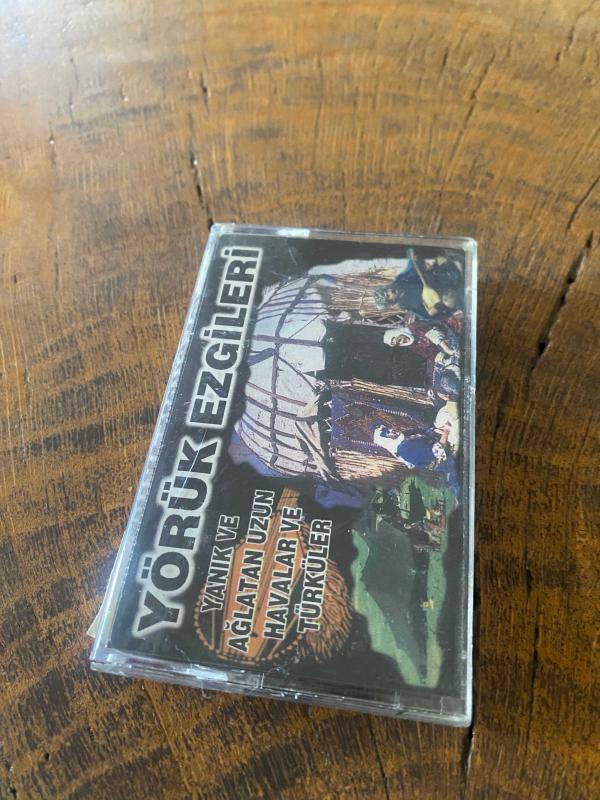 YÖRÜK EZGİLERİ
YANIK VE
AĞLATAN UZUN
HAVALAR VE
TÜRKÜLER